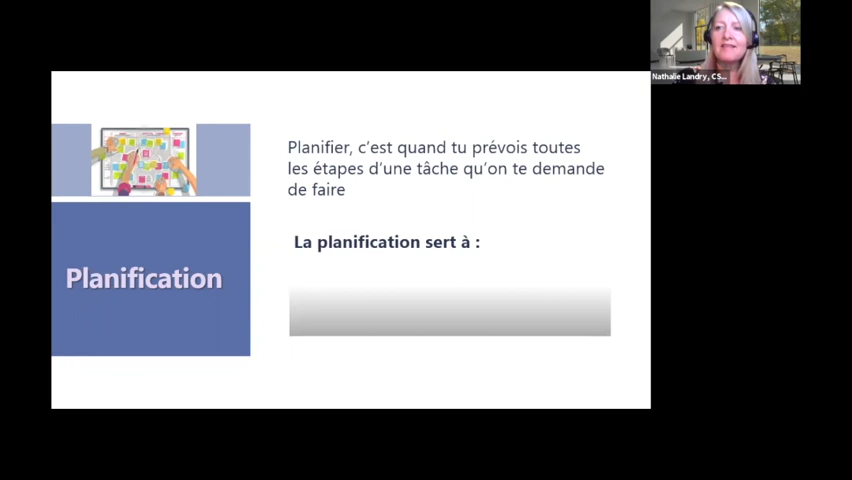 Nathalie Landry, CS...
Planifier, c'est quand tu prévois toutes
les étapes d'une tâche qu'on te demande
de faire
La planification sert à :
Planification